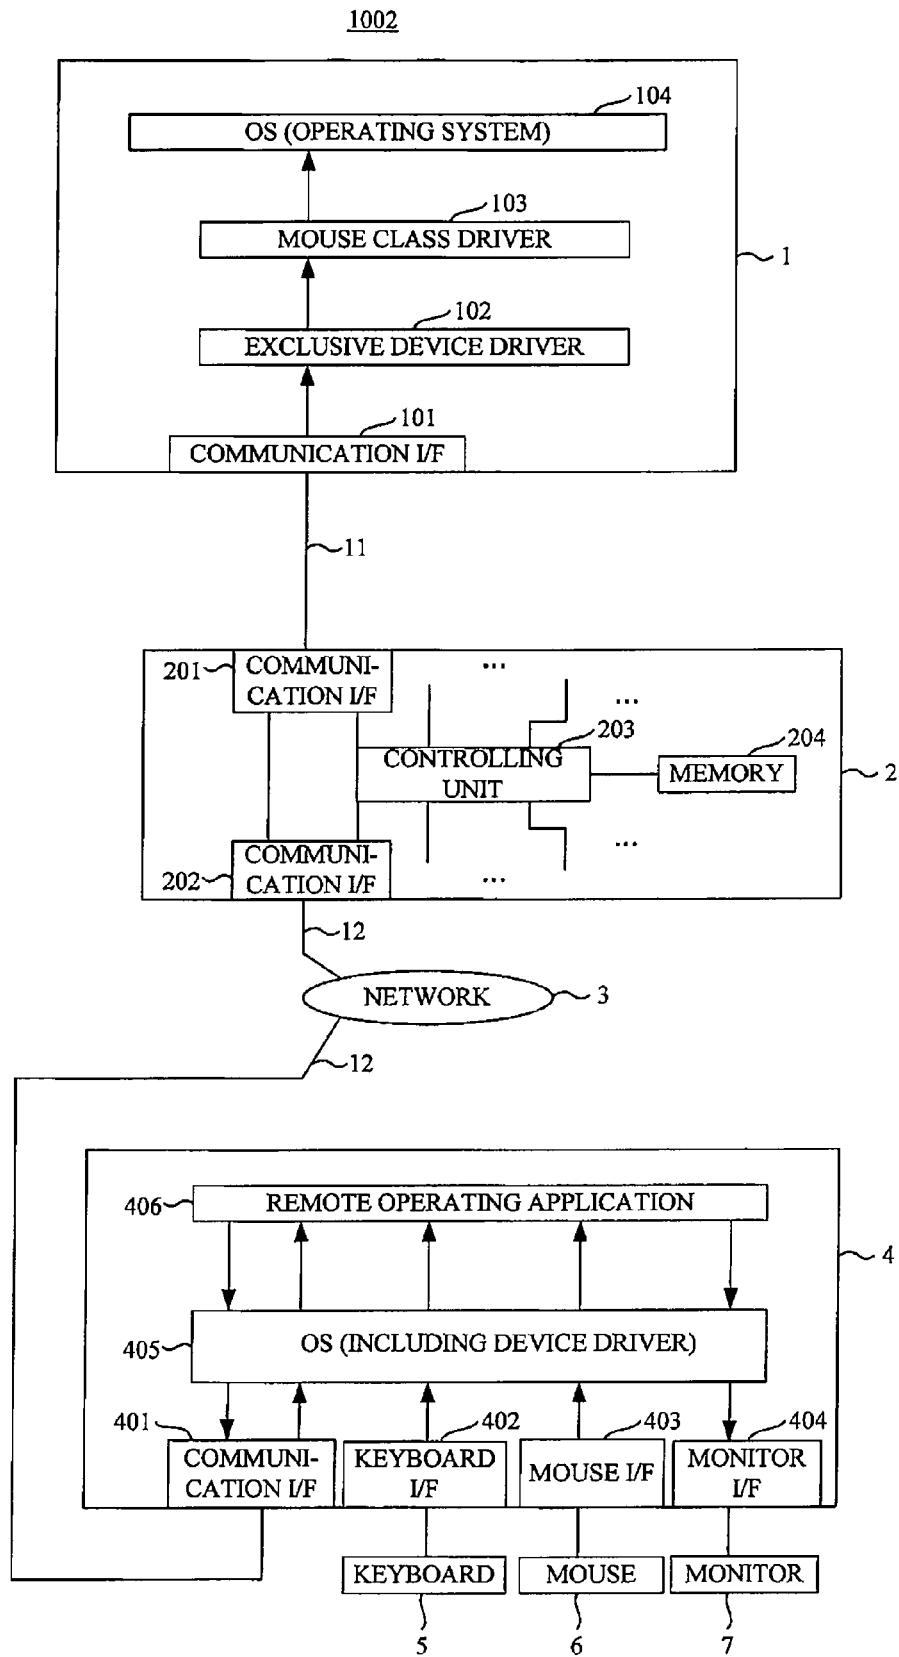 1002
104
OS (OPERATING SYSTEM)
103
MOUSE CLASS DRIVER
1
102
EXCLUSIVE DEVICE DRIVER
101
COMMUNICATION I/F
11
201
COMMUNI-
CATION I/F
...
...
203
204
CONTROLLING
UNIT
MEMORY
2
202
COMMUNI-
CATION I/F
...
...
12
NETWORK
3
12
406
REMOTE OPERATING APPLICATION
4
405
OS (INCLUDING DEVICE DRIVER)
401
402
403
404
COMMUNI-
CATION I/F
KEYBOARD
I/F
MOUSE I/F
MONITOR
I/F
KEYBOARD
MOUSE
MONITOR
5
6
7